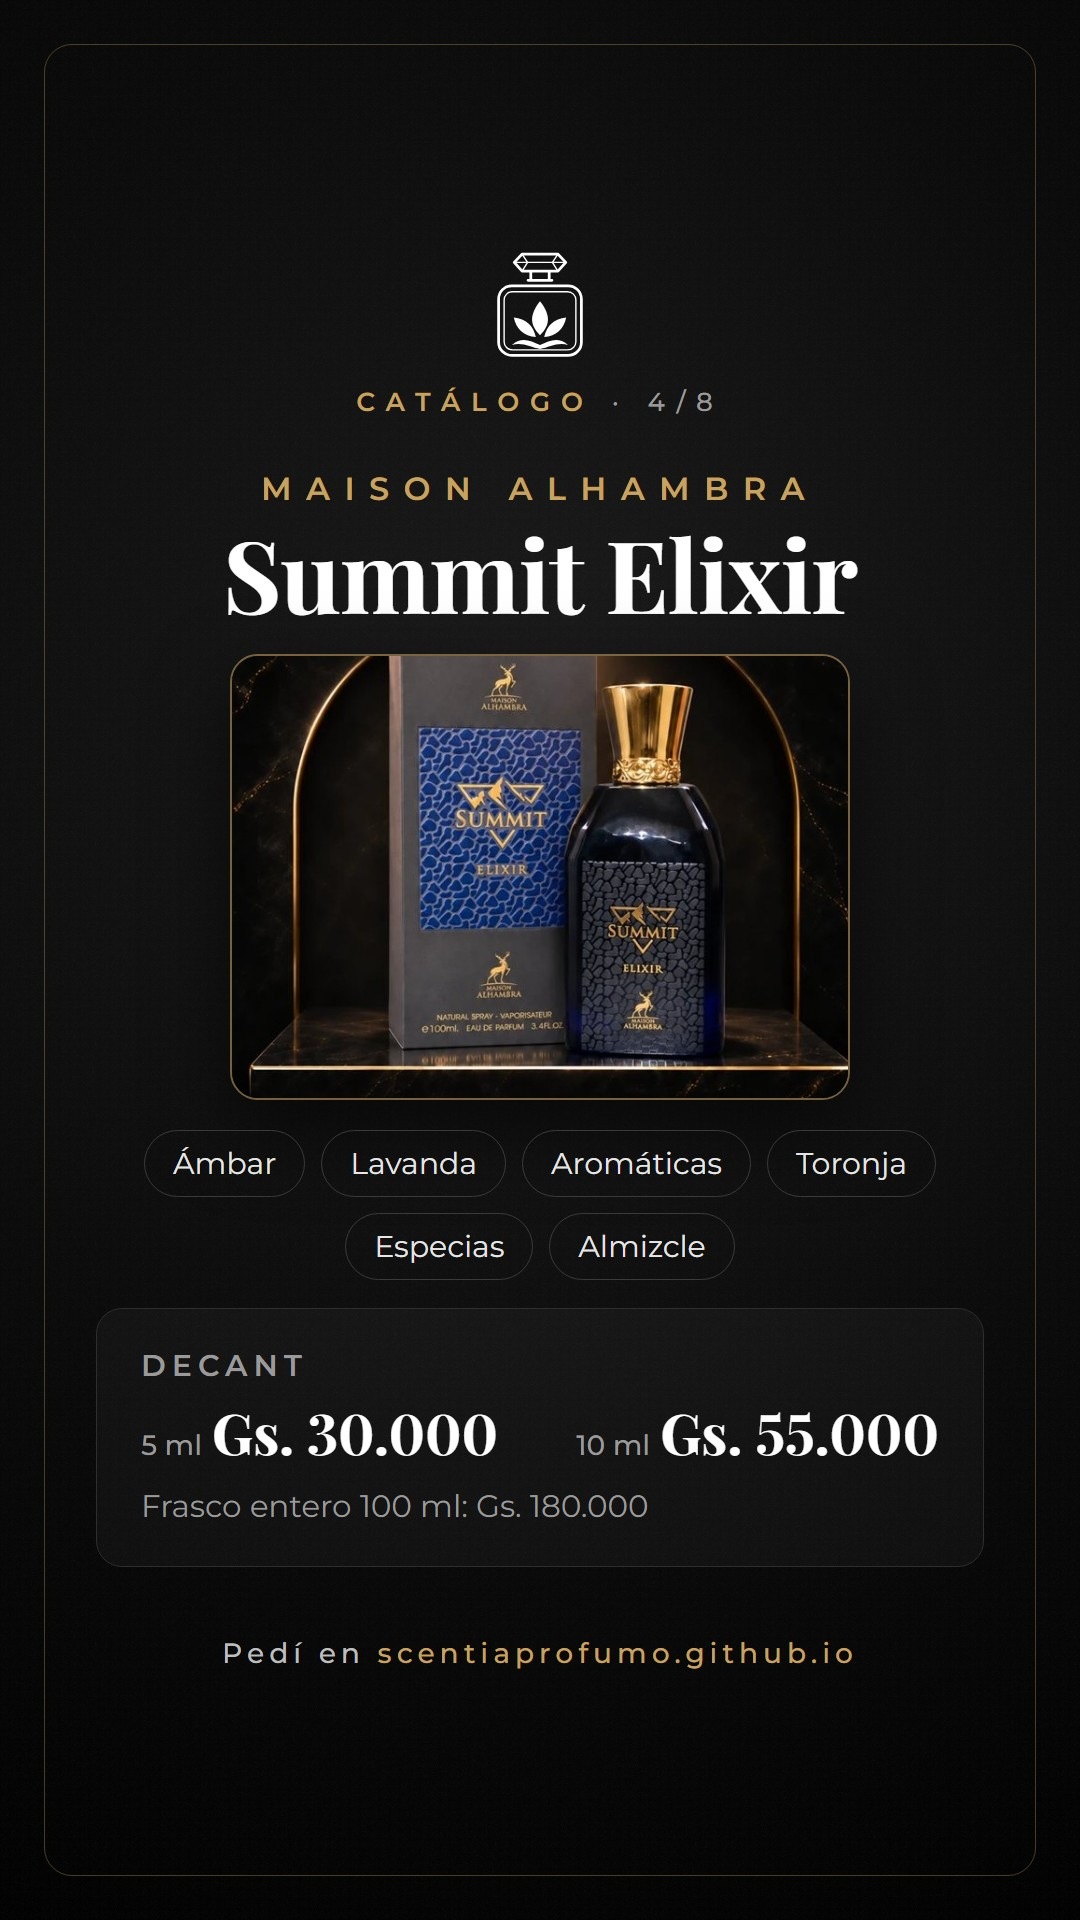 CATÁLOGO · 4/8
MAISON ALHAMBRA
Summit Elixir
MAISON
ALHAMBRA
SUMMIT
ELIXIR
MAISON
ALHAMBRA
NATURAL SPRAY - VAPORISATEUR
e100ml. EAU DE PARFUM 3.4FL.OZ
SUMMIT
ELIXIR
MAISON
ALHAMBRA
Ámbar Lavanda Aromáticas Toronja
Especias Almizcle
DECANT
5 ml Gs. 30.000 10 ml Gs. 55.000
Frasco entero 100 ml: Gs. 180.000
Pedí en scentiaprofumo.github.io